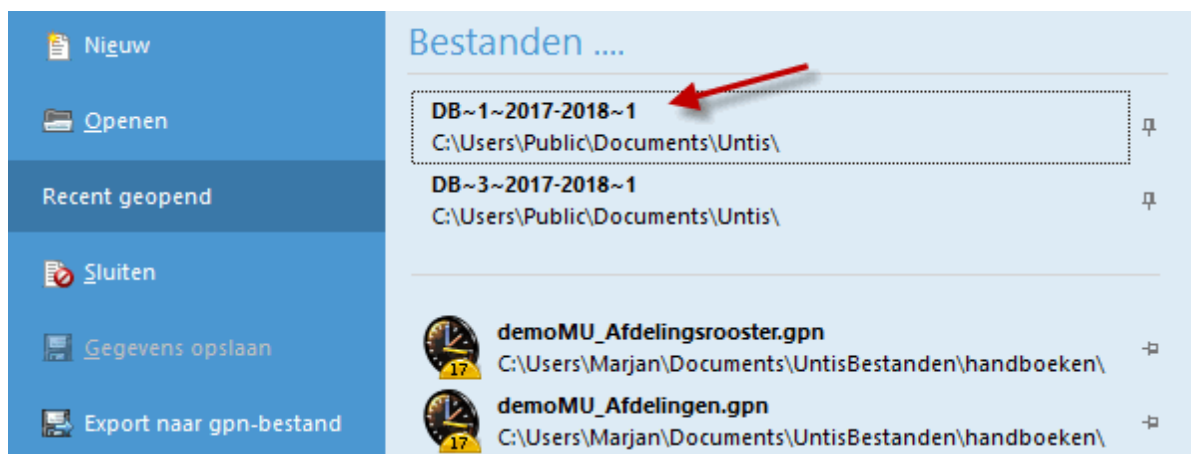 Nieuw
Openen
Recent geopend
Sluiten
Gegevens opslaan
Export naar gpn-bestand
Bestanden ....
DB~1~2017-2018~1
C:\Users\Public\Documents\Untis\
DB~3~2017-2018~1
C:\Users\Public\Documents\Untis\
demoMU_Afdelingsrooster.gpn
17
C:\Users\Marjan\Documents\UntisBestanden\handboeken\
demoMU_Afdelingen.gpn
17
C:\Users\Marjan\Documents\UntisBestanden\handboeken\